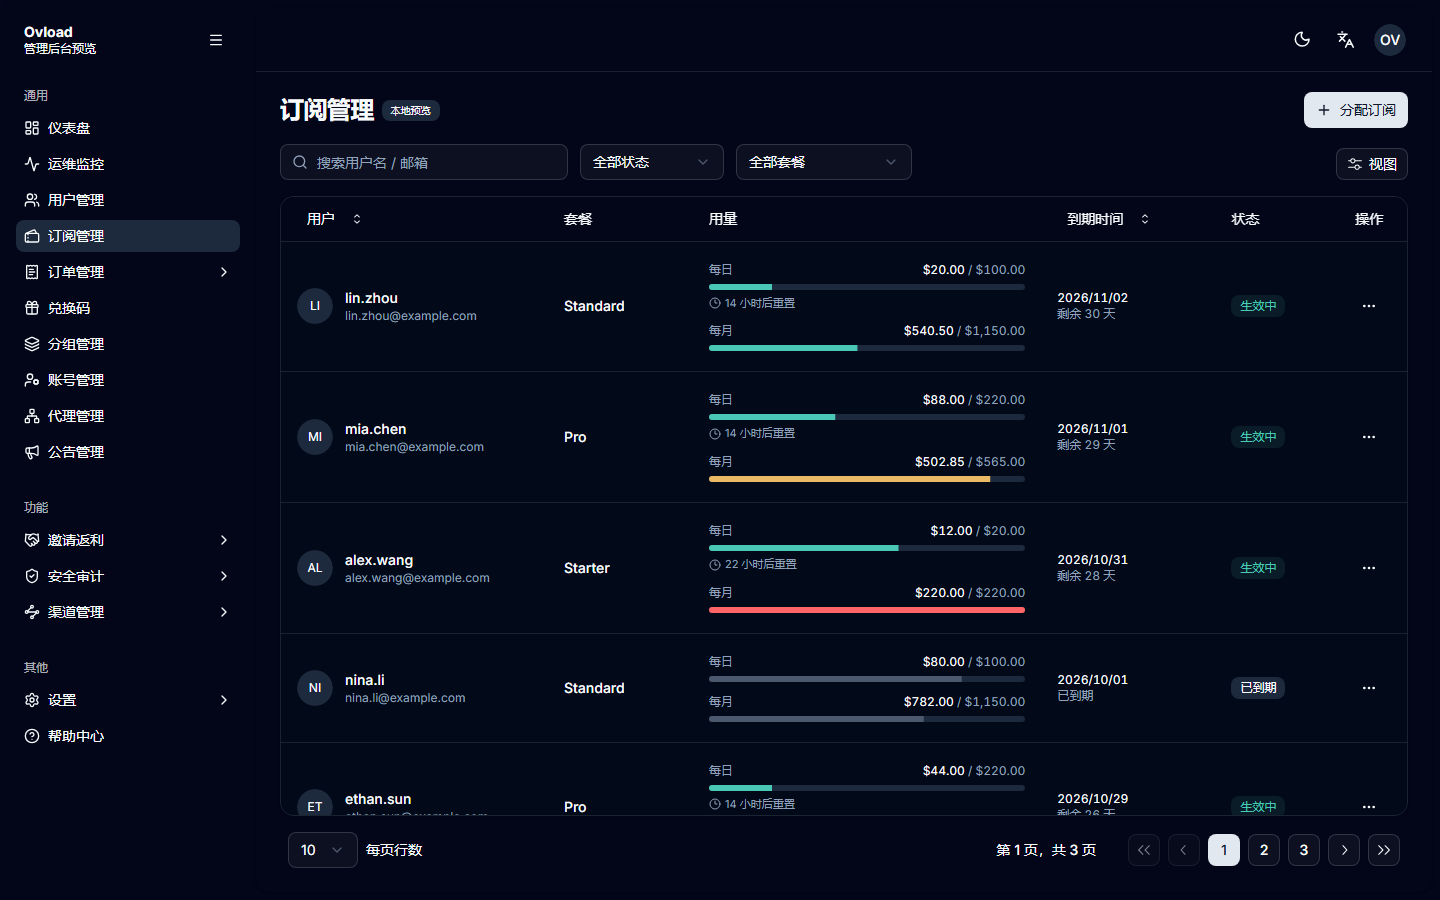 Ovload
管理后台预览
通用
仪表盘
运维监控
用户管理
订阅管理
订单管理
兑换码
分组管理
账号管理
代理管理
公告管理
功能
邀请返利
安全审计
渠道管理
其他
设置
帮助中心
OV
订阅管理 本地预览
分配订阅
搜索用户名 / 邮箱
全部状态
全部套餐
视图
用户 套餐 用量 到期时间 状态 操作
LI
lin.zhou
lin.zhou@example.com
Standard
每日 $20.00 / $100.00
14 小时后重置
每月 $540.50 / $1,150.00
2026/11/02
剩余 30 天
生效中
MI
mia.chen
mia.chen@example.com
Pro
每日 $88.00 / $220.00
14 小时后重置
每月 $502.85 / $565.00
2026/11/01
剩余 29 天
生效中
AL
alex.wang
alex.wang@example.com
Starter
每日 $12.00 / $20.00
22 小时后重置
每月 $220.00 / $220.00
2026/10/31
剩余 28 天
生效中
NI
nina.li
nina.li@example.com
Standard
每日 $80.00 / $100.00
每月 $782.00 / $1,150.00
2026/10/01
已到期
已到期
ET
ethan.sun
Pro
每日 $44.00 / $220.00
14 小时后重置
2026/10/29
剩余 26 天
生效中
10
每页行数
第 1 页，共 3 页
1
2
3